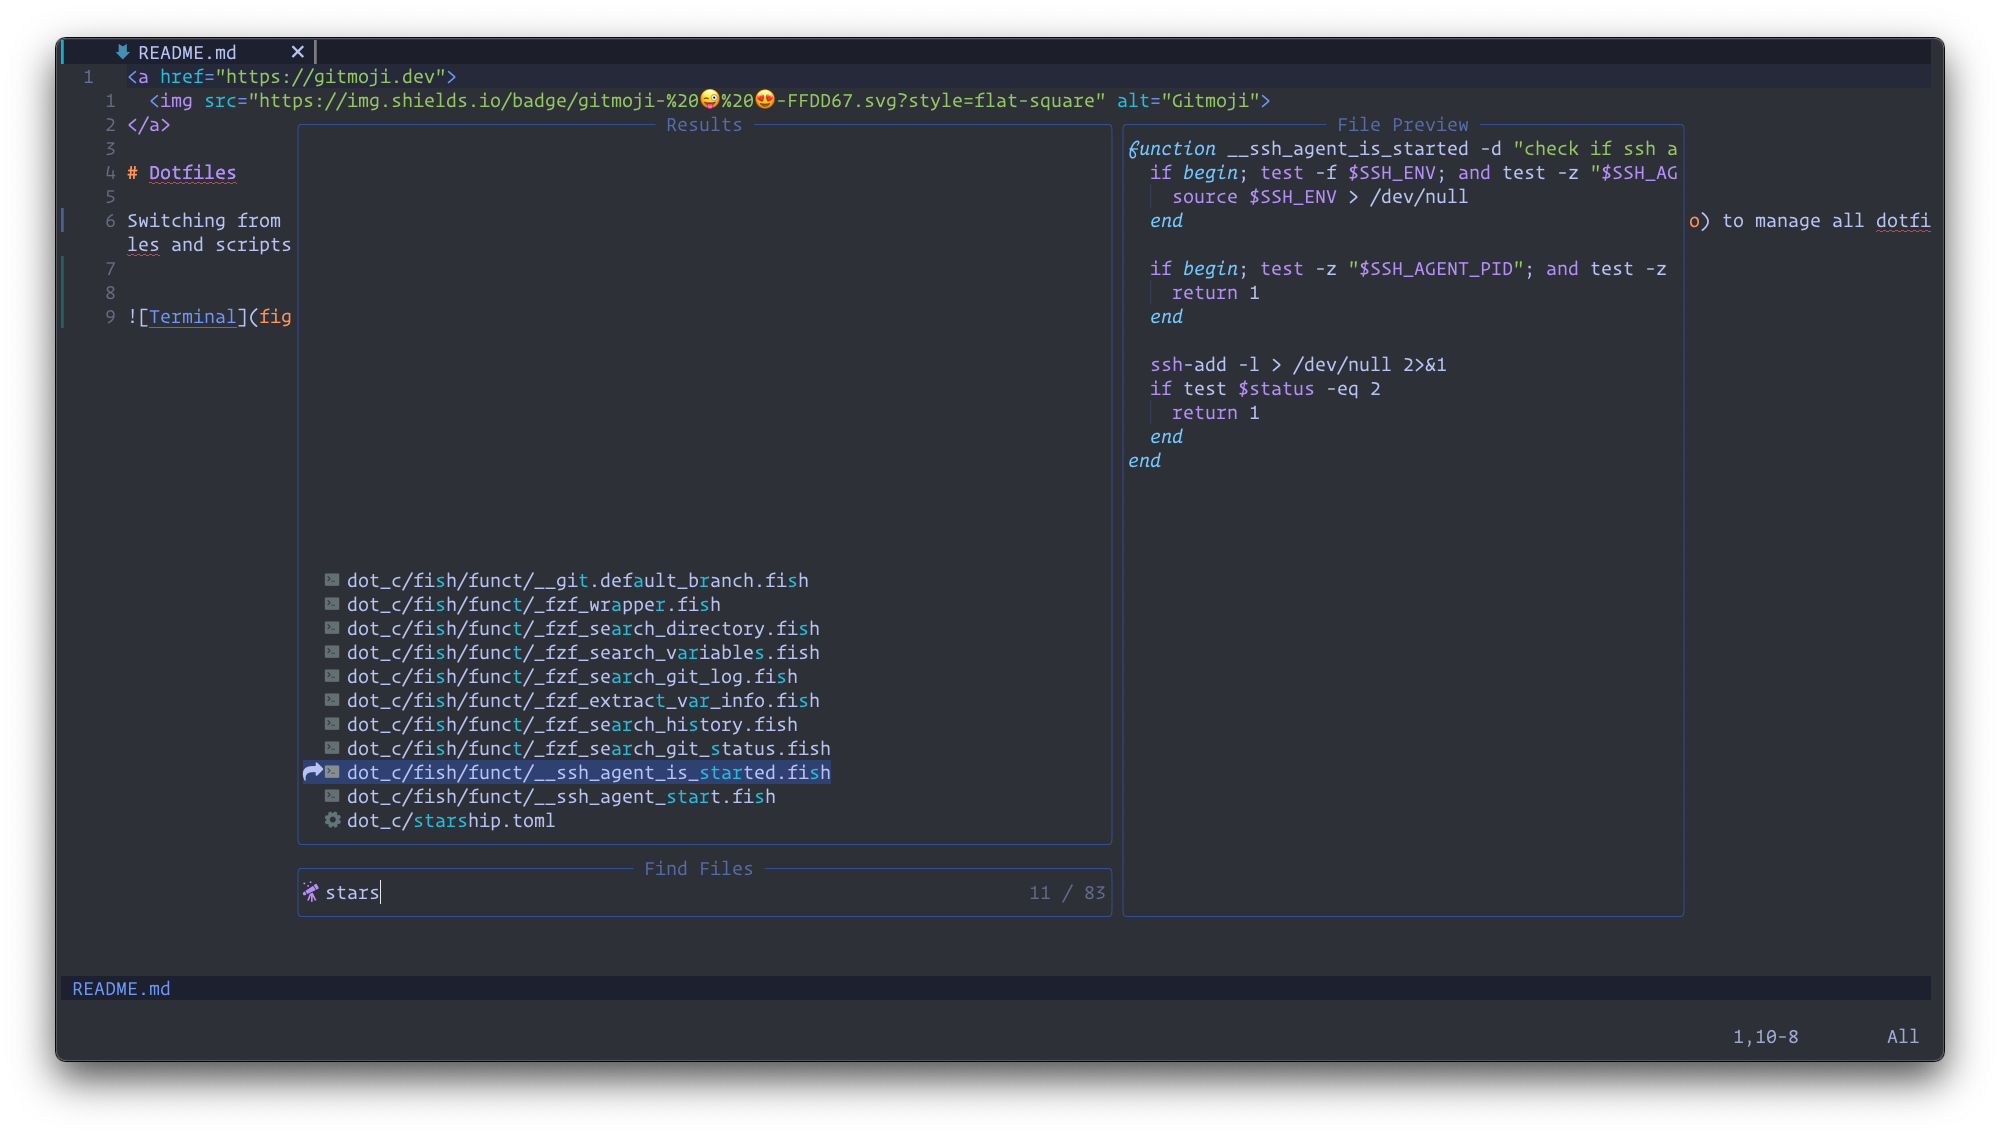 README.md ✕
1 <a href="https://gitmoji.dev">
1 <img src="https://img.shields.io/badge/gitmoji-%20😜%20😍-FFDD67.svg?style=flat-square" alt="Gitmoji">
2 </a>
3
4 # Dotfiles
5
6 Switching from
o) to manage all dotfi
les and scripts
7
8
9 ![Terminal](fig
Results
dot_c/fish/funct/__git.default_branch.fish
dot_c/fish/funct/_fzf_wrapper.fish
dot_c/fish/funct/_fzf_search_directory.fish
dot_c/fish/funct/_fzf_search_variables.fish
dot_c/fish/funct/_fzf_search_git_log.fish
dot_c/fish/funct/_fzf_extract_var_info.fish
dot_c/fish/funct/_fzf_search_history.fish
dot_c/fish/funct/_fzf_search_git_status.fish
dot_c/fish/funct/__ssh_agent_is_started.fish
dot_c/fish/funct/__ssh_agent_start.fish
dot_c/starship.toml
Find Files
stars 11 / 83
File Preview
function __ssh_agent_is_started -d "check if ssh a
if begin; test -f $SSH_ENV; and test -z "$SSH_AG
source $SSH_ENV > /dev/null
end
if begin; test -z "$SSH_AGENT_PID"; and test -z
return 1
end
ssh-add -l > /dev/null 2>&1
if test $status -eq 2
return 1
end
end
README.md
1,10-8 All